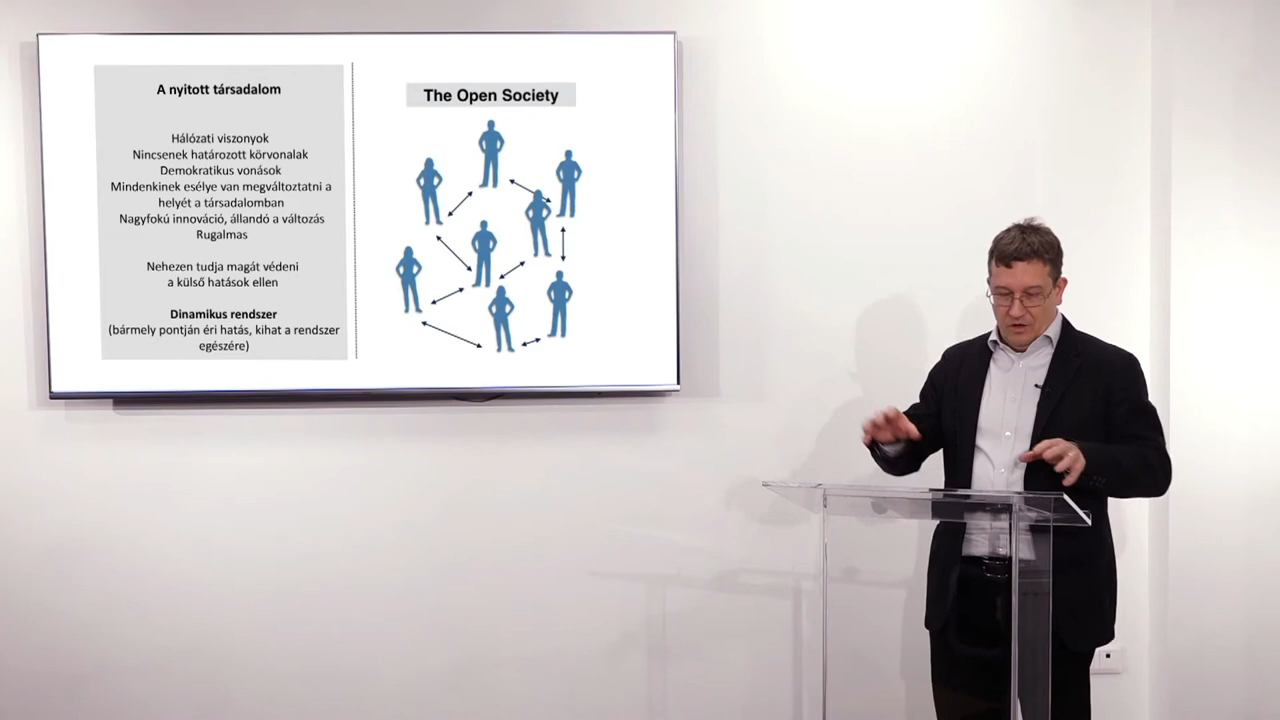 A nyitott társadalom
Hálózati viszonyok
Nincsenek határozott körvonalak
Demokratikus vonások
Mindenkinek esélye van megváltoztatni a
helyét a társadalomban
Nagyfokú innováció, állandó a változás
Rugalmas
Nehezen tudja magát védeni
a külső hatások ellen
Dinamikus rendszer
(bármely pontján éri hatás, kihat a rendszer
egészére)
The Open Society